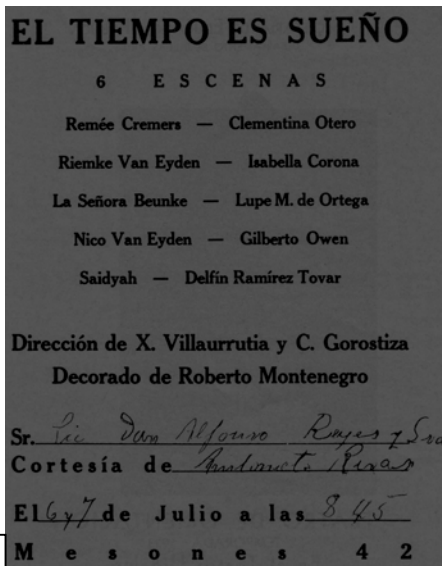 EL TIEMPO ES SUEÑO
6 ESCENAS
Remée Cremers — Clementina Otero
Riemke Van Eyden — Isabella Corona
La Señora Beunke — Lupe M. de Ortega
Nico Van Eyden — Gilberto Owen
Saidyah — Delfín Ramírez Tovar
Dirección de X. Villaurrutia y C. Gorostiza
Decorado de Roberto Montenegro
Sr. Lic Don Alfonso Reyes y Sra
Cortesía de Antonieta Rivas
El 6 y 7 de Julio a las 8.45
Mesones 42